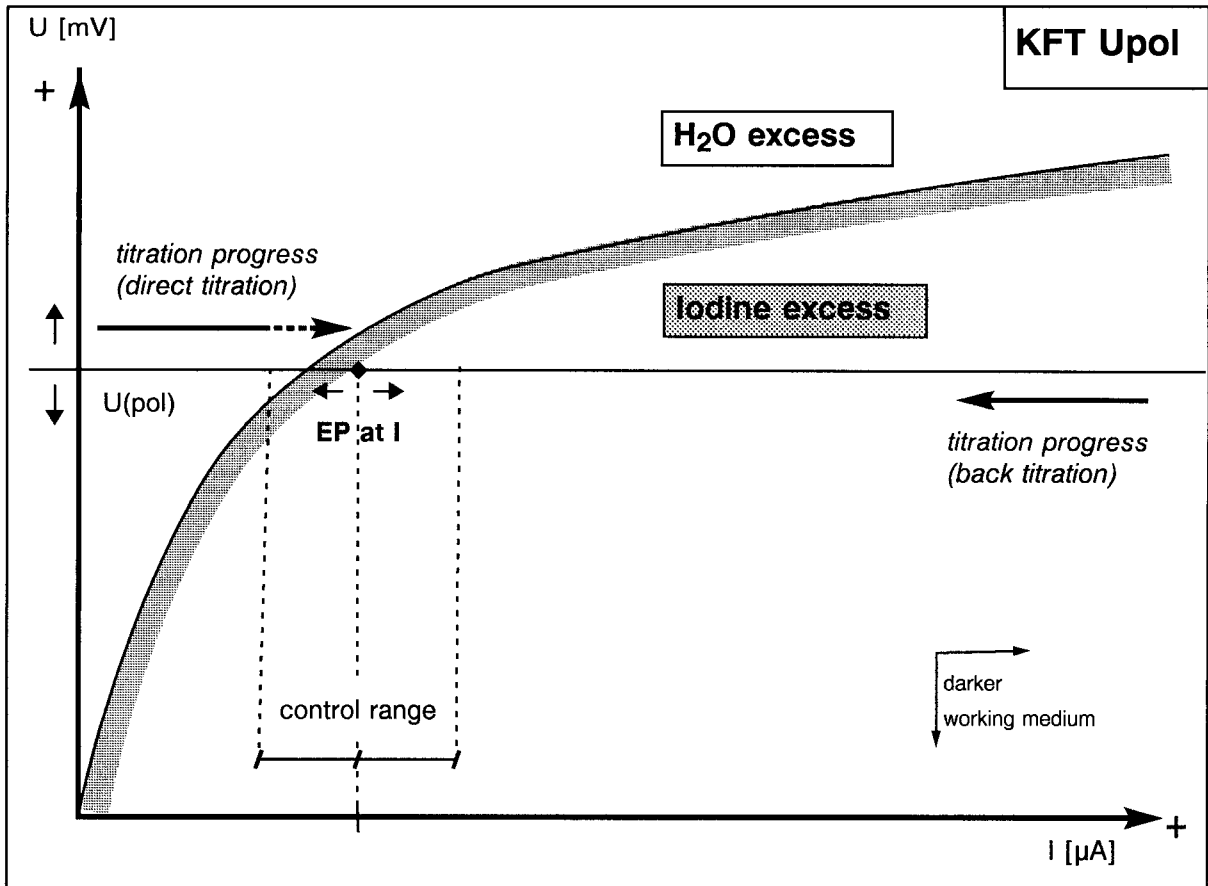 U [mV]
KFT Upol
+
H₂O excess
titration progress
(direct titration)
Iodine excess
U(pol)
EP at I
titration progress
(back titration)
darker
working medium
control range
+
I [µA]